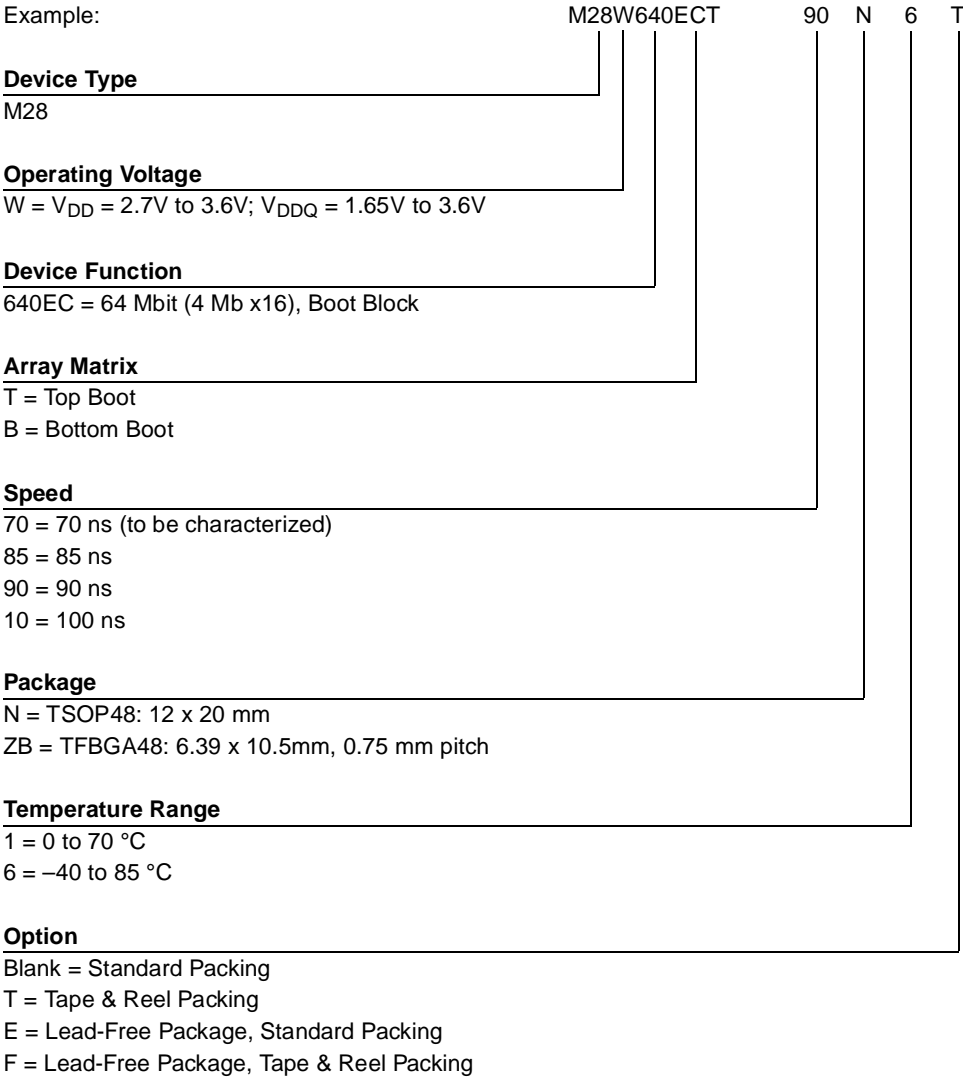 Example: M28W640ECT 90 N 6 T
Device Type
M28
Operating Voltage
W = VDD = 2.7V to 3.6V; VDDQ = 1.65V to 3.6V
Device Function
640EC = 64 Mbit (4 Mb x16), Boot Block
Array Matrix
T = Top Boot
B = Bottom Boot
Speed
70 = 70 ns (to be characterized)
85 = 85 ns
90 = 90 ns
10 = 100 ns
Package
N = TSOP48: 12 x 20 mm
ZB = TFBGA48: 6.39 x 10.5mm, 0.75 mm pitch
Temperature Range
1 = 0 to 70 °C
6 = –40 to 85 °C
Option
Blank = Standard Packing
T = Tape & Reel Packing
E = Lead-Free Package, Standard Packing
F = Lead-Free Package, Tape & Reel Packing